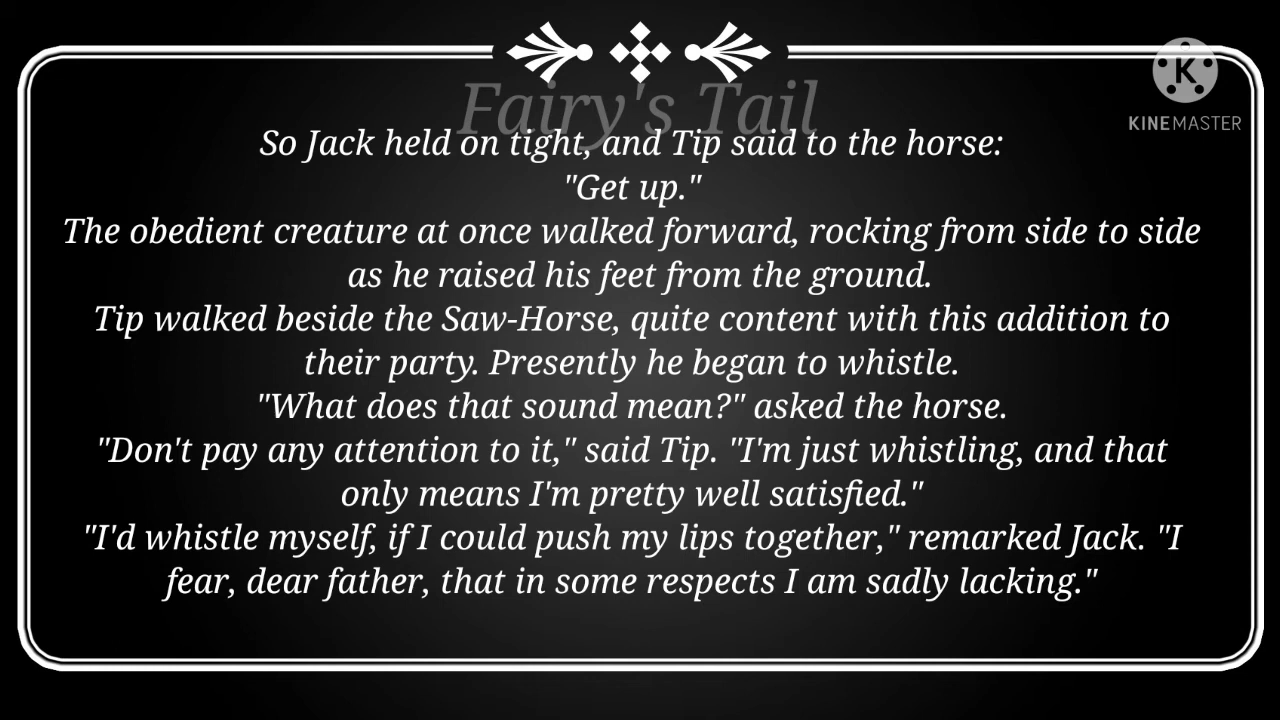 Fairy's Tail
K
KINEMASTER
So Jack held on tight, and Tip said to the horse:
"Get up."
The obedient creature at once walked forward, rocking from side to side
as he raised his feet from the ground.
Tip walked beside the Saw-Horse, quite content with this addition to
their party. Presently he began to whistle.
"What does that sound mean?" asked the horse.
"Don't pay any attention to it," said Tip. "I'm just whistling, and that
only means I'm pretty well satisfied."
"I'd whistle myself, if I could push my lips together," remarked Jack. "I
fear, dear father, that in some respects I am sadly lacking."